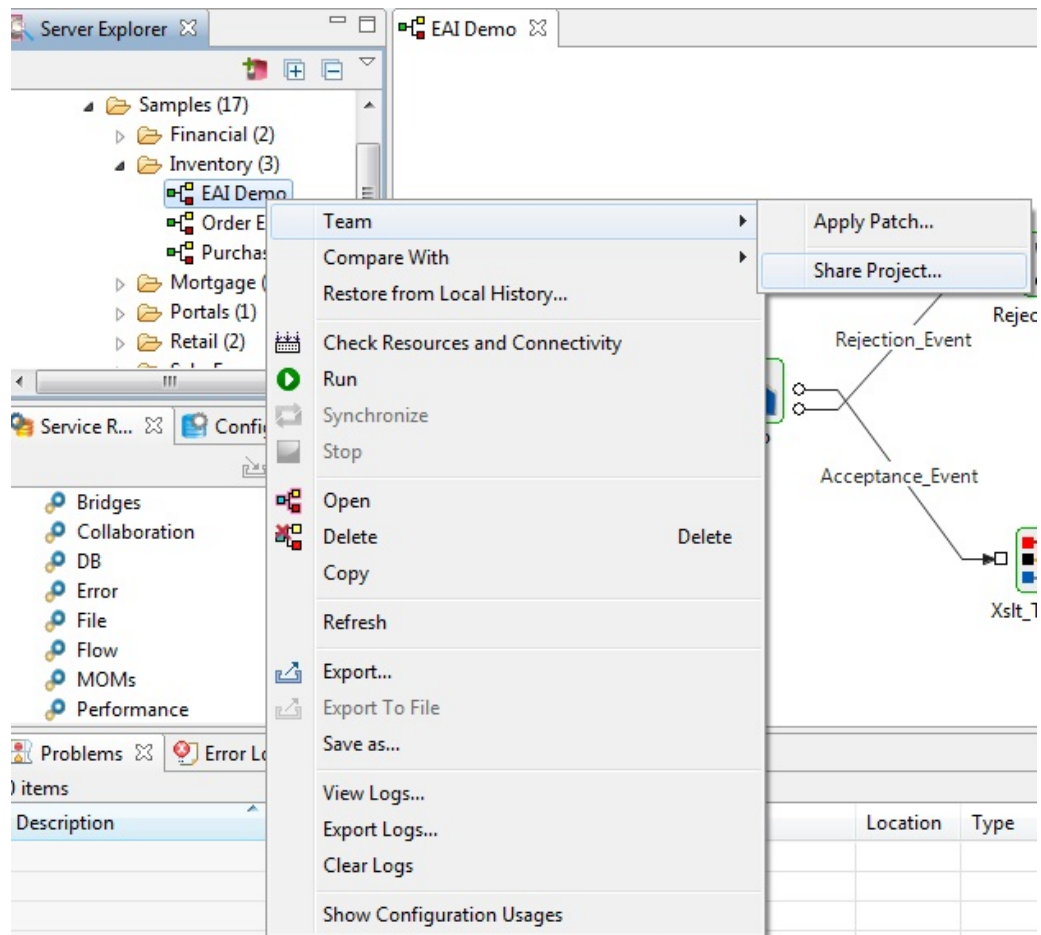 Server Explorer
EAI Demo
Samples (17)
Financial (2)
Inventory (3)
EAI Demo
Order E
Purchas
Mortgage (
Portals (1)
Retail (2)
Team
Compare With
Restore from Local History...
Check Resources and Connectivity
Run
Synchronize
Stop
Open
Delete Delete
Copy
Refresh
Export...
Export To File
Save as...
View Logs...
Export Logs...
Clear Logs
Show Configuration Usages
Apply Patch...
Share Project...
Rejec
Rejection_Event
Acceptance_Event
Xslt_T
Service R...
Config
Bridges
Collaboration
DB
Error
File
Flow
MOMs
Performance
Problems
Error Lo
0 items
Description Location Type